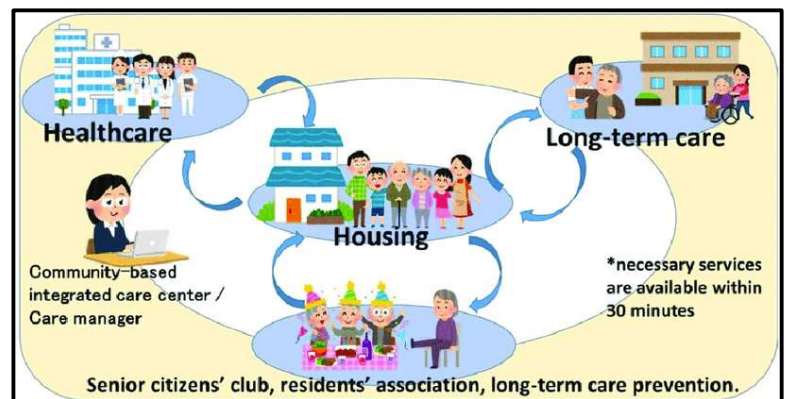 Healthcare
Long-term care
Housing
Community-based
integrated care center /
Care manager
*necessary services
are available within
30 minutes
Senior citizens' club, residents' association, long-term care prevention.